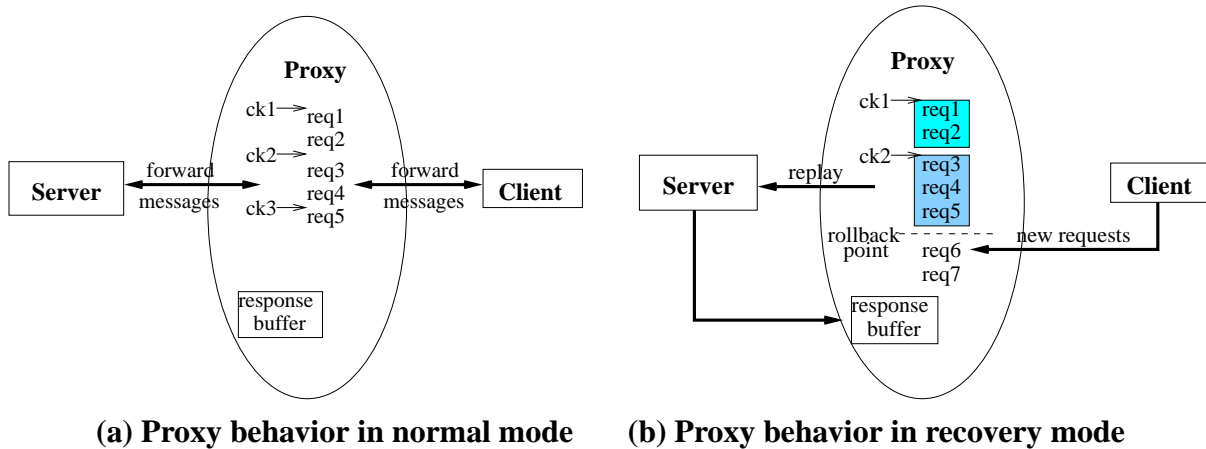 Proxy
ck1
req1
req2
ck2
req3
req4
ck3
req5
Server
forward
messages
forward
messages
Client
response
buffer
(a) Proxy behavior in normal mode
Proxy
ck1
req1
req2
ck2
req3
req4
req5
Server
replay
Client
rollback
point
req6
req7
new requests
response
buffer
(b) Proxy behavior in recovery mode